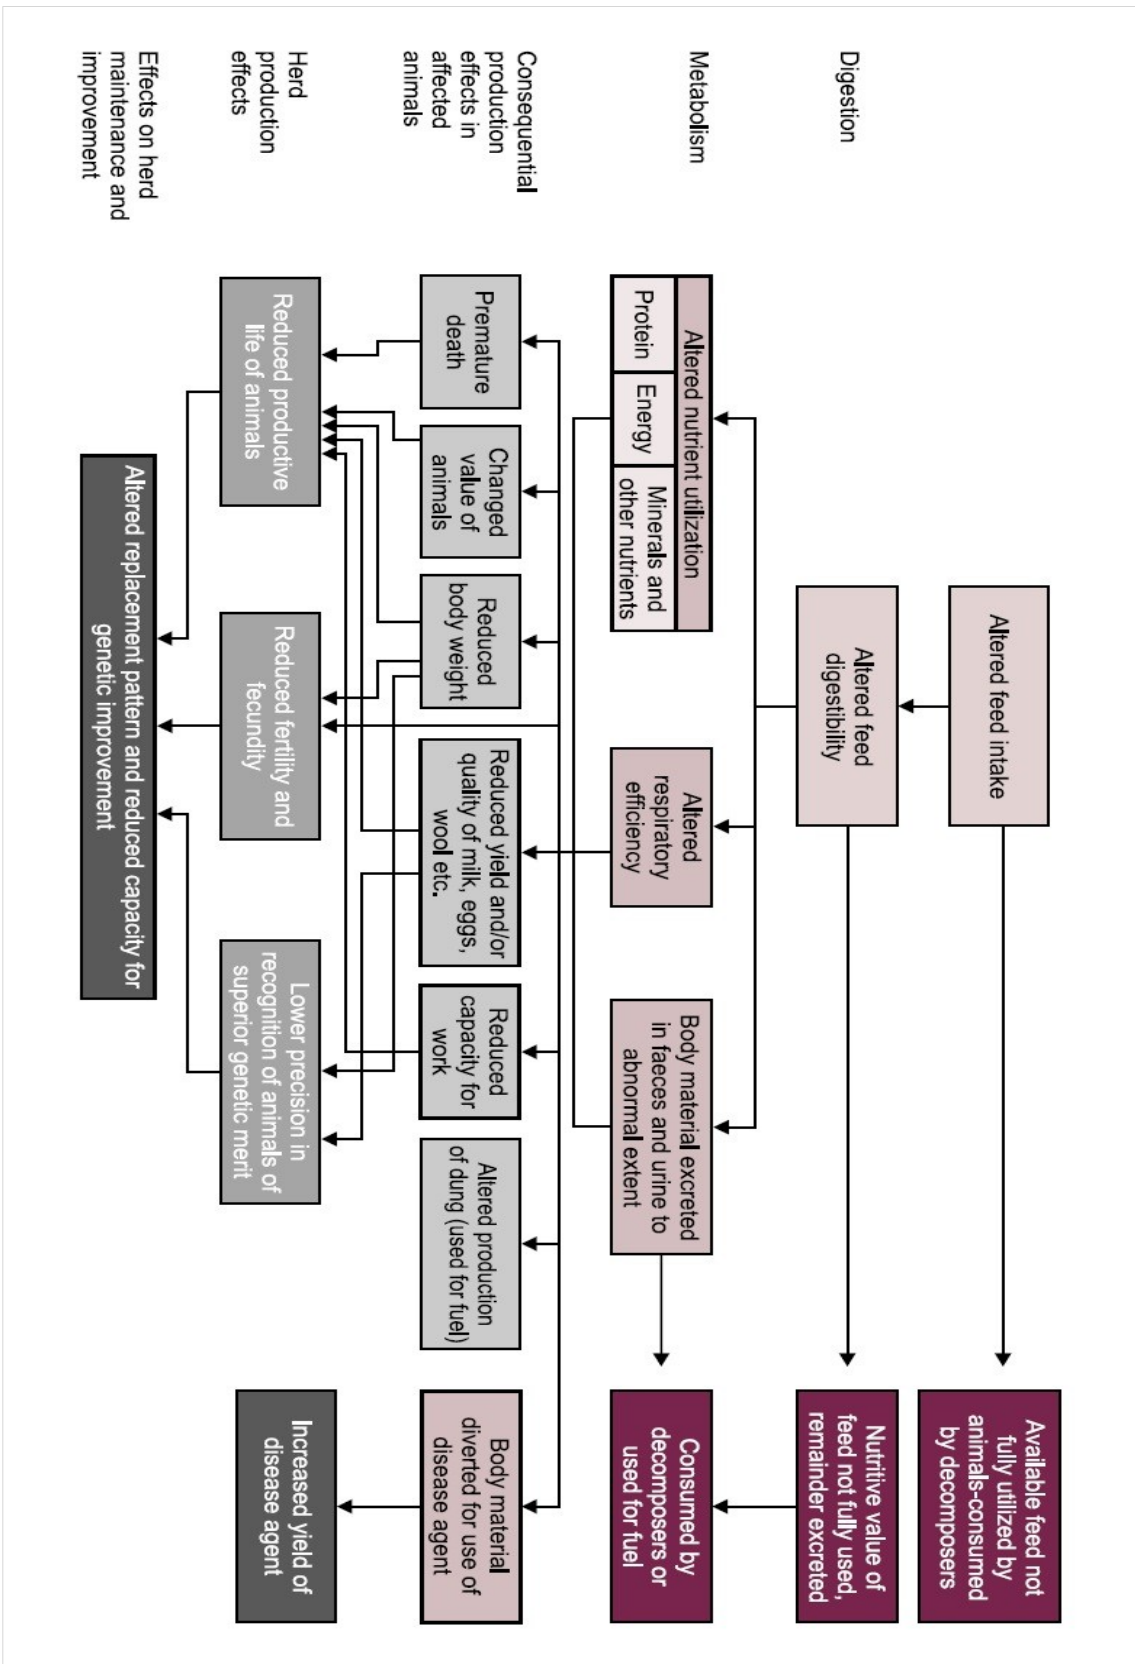 Altered feed intake
Available feed not
fully utilized by
animals-consumed
by decomposers
Digestion
Altered feed
digestibility
Nutritive value of
feed not fully used,
remainder excreted
Metabolism
Altered nutrient utilization
Protein
Energy
Minerals and
other nutrients
Altered
respiratory
efficiency
Body material excreted
in faeces and urine to
abnormal extent
Consumed by
decomposers or
used for fuel
Consequential
production
effects in
affected
animals
Premature
death
Changed
value of
animals
Reduced
body weight
Reduced yield and/or
quality of milk, eggs,
wool etc.
Reduced
capacity for
work
Altered production
of dung (used for fuel)
Body material
diverted for use of
disease agent
Herd
production
effects
Reduced productive
life of animals
Reduced fertility and
fecundity
Lower precision in
recognition of animals of
superior genetic merit
Increased yield of
disease agent
Effects on herd
maintenance and
improvement
Altered replacement pattern and reduced capacity for
genetic improvement